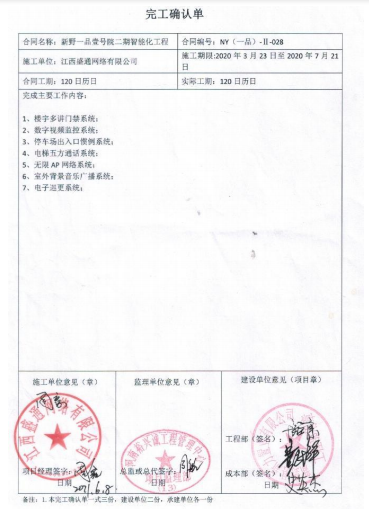 完工确认单
合同名称：新野一品壹号院二期智能化工程
合同编号：NY（一品）-II-028
施工单位：江西盛通网络有限公司
施工期限:2020 年 3 月 23 日至 2020 年 7 月 21 日
合同工期：120 日历日
实际工期：120 日历日
完成主要工作内容：
1、楼宇多讲门禁系统；
2、数字视频监控系统；
3、停车场出入口惯例系统；
4、电梯五方通话系统；
5、无限 AP 网络系统；
6、室外背景音乐广播系统；
7、电子巡更系统；
施工单位意见（章）
监理单位意见（章）
建设单位意见（项目章）
同意
江西盛通网络有限公司
工程部（签名）：
项目经理签字：
总监或总代签字：
成本部（签名）：
日期
2021.6.8.
日期
日期
备注：1.本完工确认单一式三份，建设单位二份，承建单位各一份